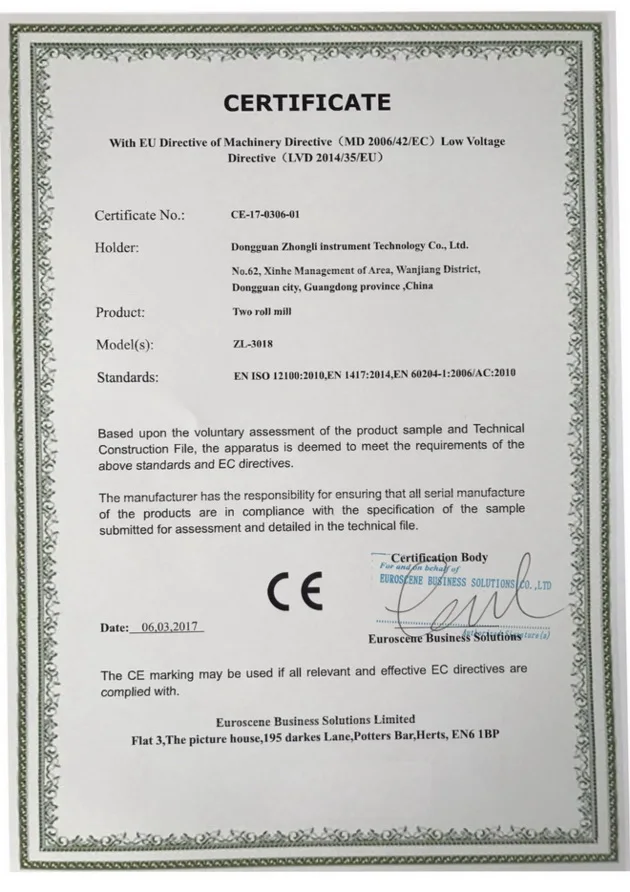 CERTIFICATE
With EU Directive of Machinery Directive（MD 2006/42/EC）Low Voltage
Directive（LVD 2014/35/EU）
Certificate No.: CE-17-0306-01
Holder: Dongguan Zhongli instrument Technology Co., Ltd.
No.62, Xinhe Management of Area, Wanjiang District,
Dongguan city, Guangdong province ,China
Product: Two roll mill
Model(s): ZL-3018
Standards: EN ISO 12100:2010,EN 1417:2014,EN 60204-1:2006/AC:2010
Based upon the voluntary assessment of the product sample and Technical
Construction File, the apparatus is deemed to meet the requirements of the
above standards and EC directives.
The manufacturer has the responsibility for ensuring that all serial manufacture
of the products are in compliance with the specification of the sample
submitted for assessment and detailed in the technical file.
Certification Body
For and on behalf of
EUROSCENE BUSINESS SOLUTIONS CO.,LTD
CE
Date: 06,03,2017
Authorized Signature(s)
Euroscene Business Solutions
The CE marking may be used if all relevant and effective EC directives are
complied with.
Euroscene Business Solutions Limited
Flat 3,The picture house,195 darkes Lane,Potters Bar,Herts, EN6 1BP